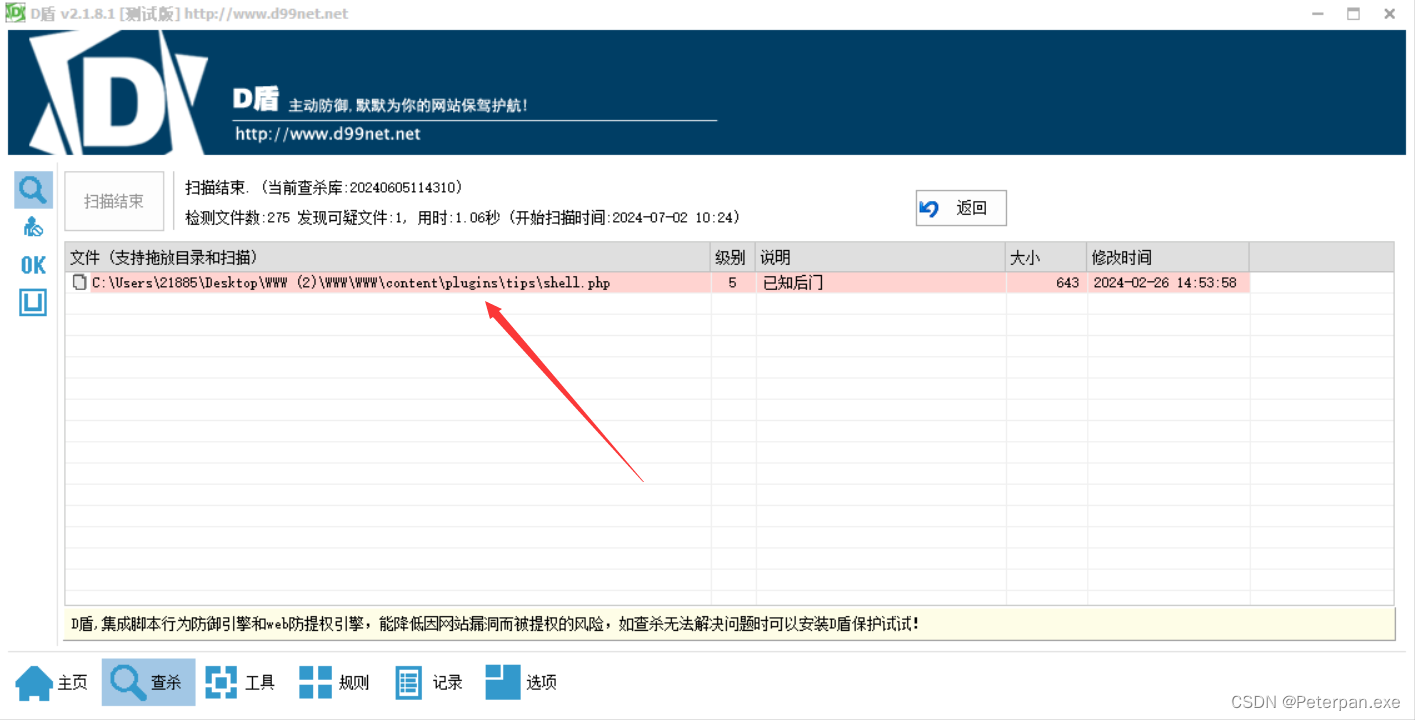 D盾 v2.1.8.1 [测试版] http://www.d99net.net
D盾 主动防御,默默为你的网站保驾护航!
http://www.d99net.net
扫描结束
扫描结束. (当前查杀库:20240605114310)
检测文件数:275 发现可疑文件:1, 用时:1.06秒 (开始扫描时间:2024-07-02 10:24)
返回
文件 (支持拖放目录和扫描) 级别 说明 大小 修改时间
C:\Users\21885\Desktop\WWW (2)\WWW\WWW\content\plugins\tips\shell.php 5 已知后门 643 2024-02-26 14:53:58
OK
D盾,集成脚本行为防御引擎和web防提权引擎，能降低因网站漏洞而被提权的风险，如查杀无法解决问题时可以安装D盾保护试试!
主页 查杀 工具 规则 记录 选项
CSDN @Peterpan.exe